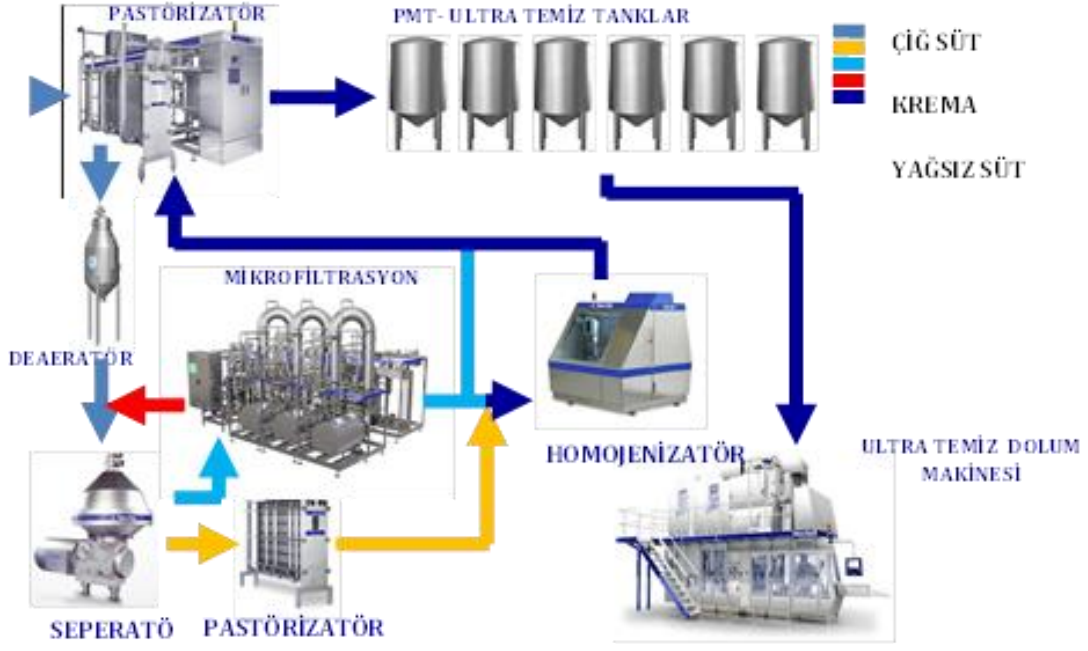 PASTÖRİZATÖR
PMT- ULTRA TEMİZ TANKLAR
ÇİĞ SÜT
KREMA
YAĞSIZ SÜT
MİKROFİLTRASYON
DEAERATÖR
HOMOJENİZATÖR
ULTRA TEMİZ DOLUM
MAKİNESİ
SEPERATÖ
PASTÖRİZATÖR